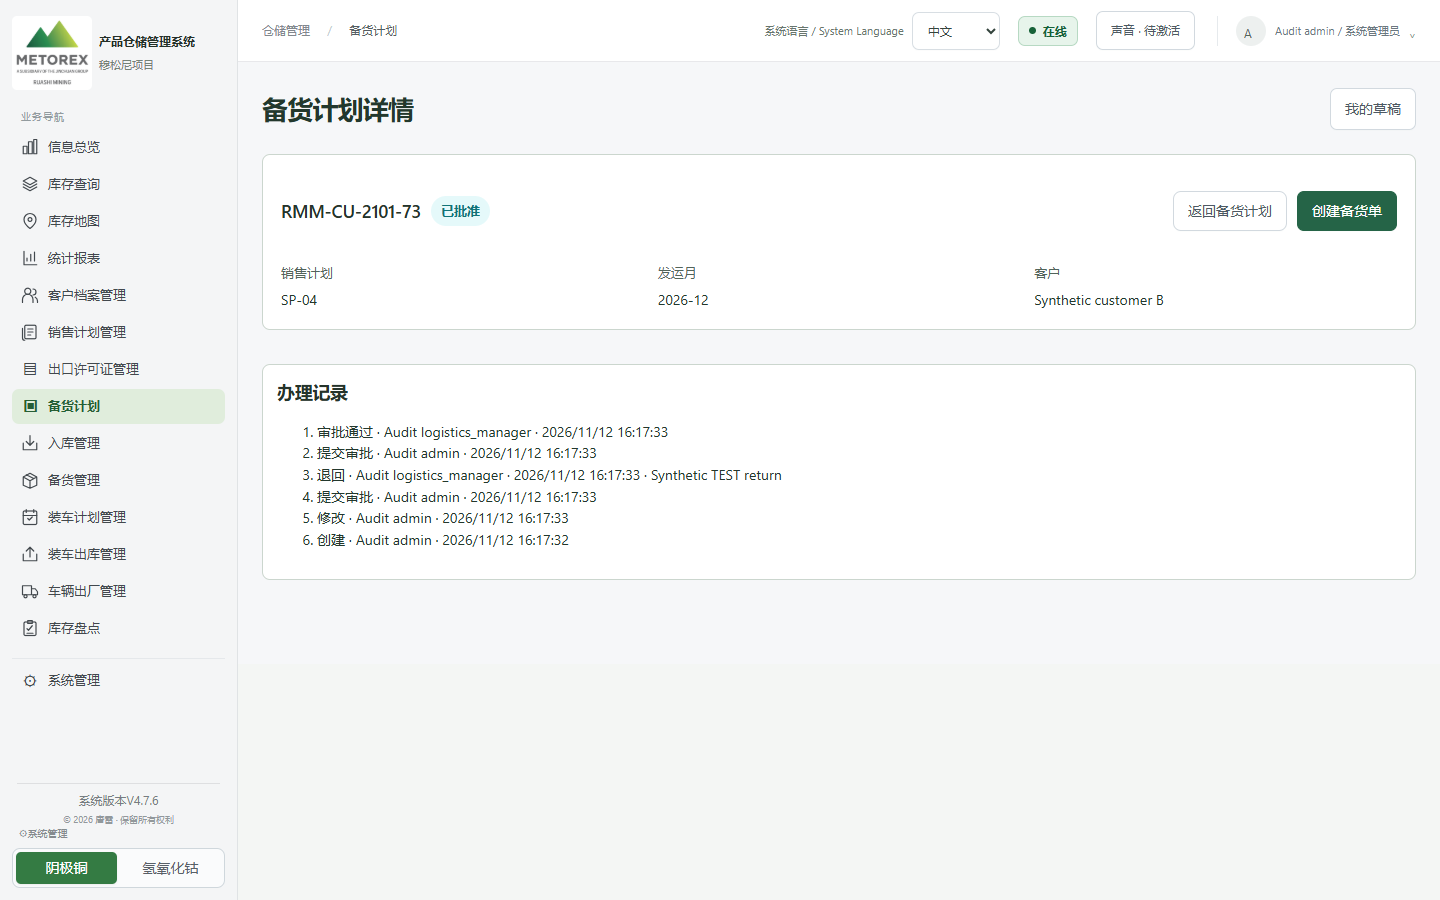 METOREX
RUASHI MINING
产品仓储管理系统
穆松尼项目
业务导航
信息总览
库存查询
库存地图
统计报表
客户档案管理
销售计划管理
出口许可证管理
备货计划
入库管理
备货管理
装车计划管理
装车出库管理
车辆出厂管理
库存盘点
系统管理
系统版本V4.7.6
© 2026 唐雷 · 保留所有权利
系统管理
阴极铜 氢氧化钴
仓储管理 / 备货计划
系统语言 / System Language 中文 在线 声音 · 待激活 A Audit admin / 系统管理员
备货计划详情 我的草稿
RMM-CU-2101-73 已批准 返回备货计划 创建备货单
销售计划 发运月 客户
SP-04 2026-12 Synthetic customer B
办理记录
1. 审批通过 · Audit logistics_manager · 2026/11/12 16:17:33
2. 提交审批 · Audit admin · 2026/11/12 16:17:33
3. 退回 · Audit logistics_manager · 2026/11/12 16:17:33 · Synthetic TEST return
4. 提交审批 · Audit admin · 2026/11/12 16:17:33
5. 修改 · Audit admin · 2026/11/12 16:17:33
6. 创建 · Audit admin · 2026/11/12 16:17:32